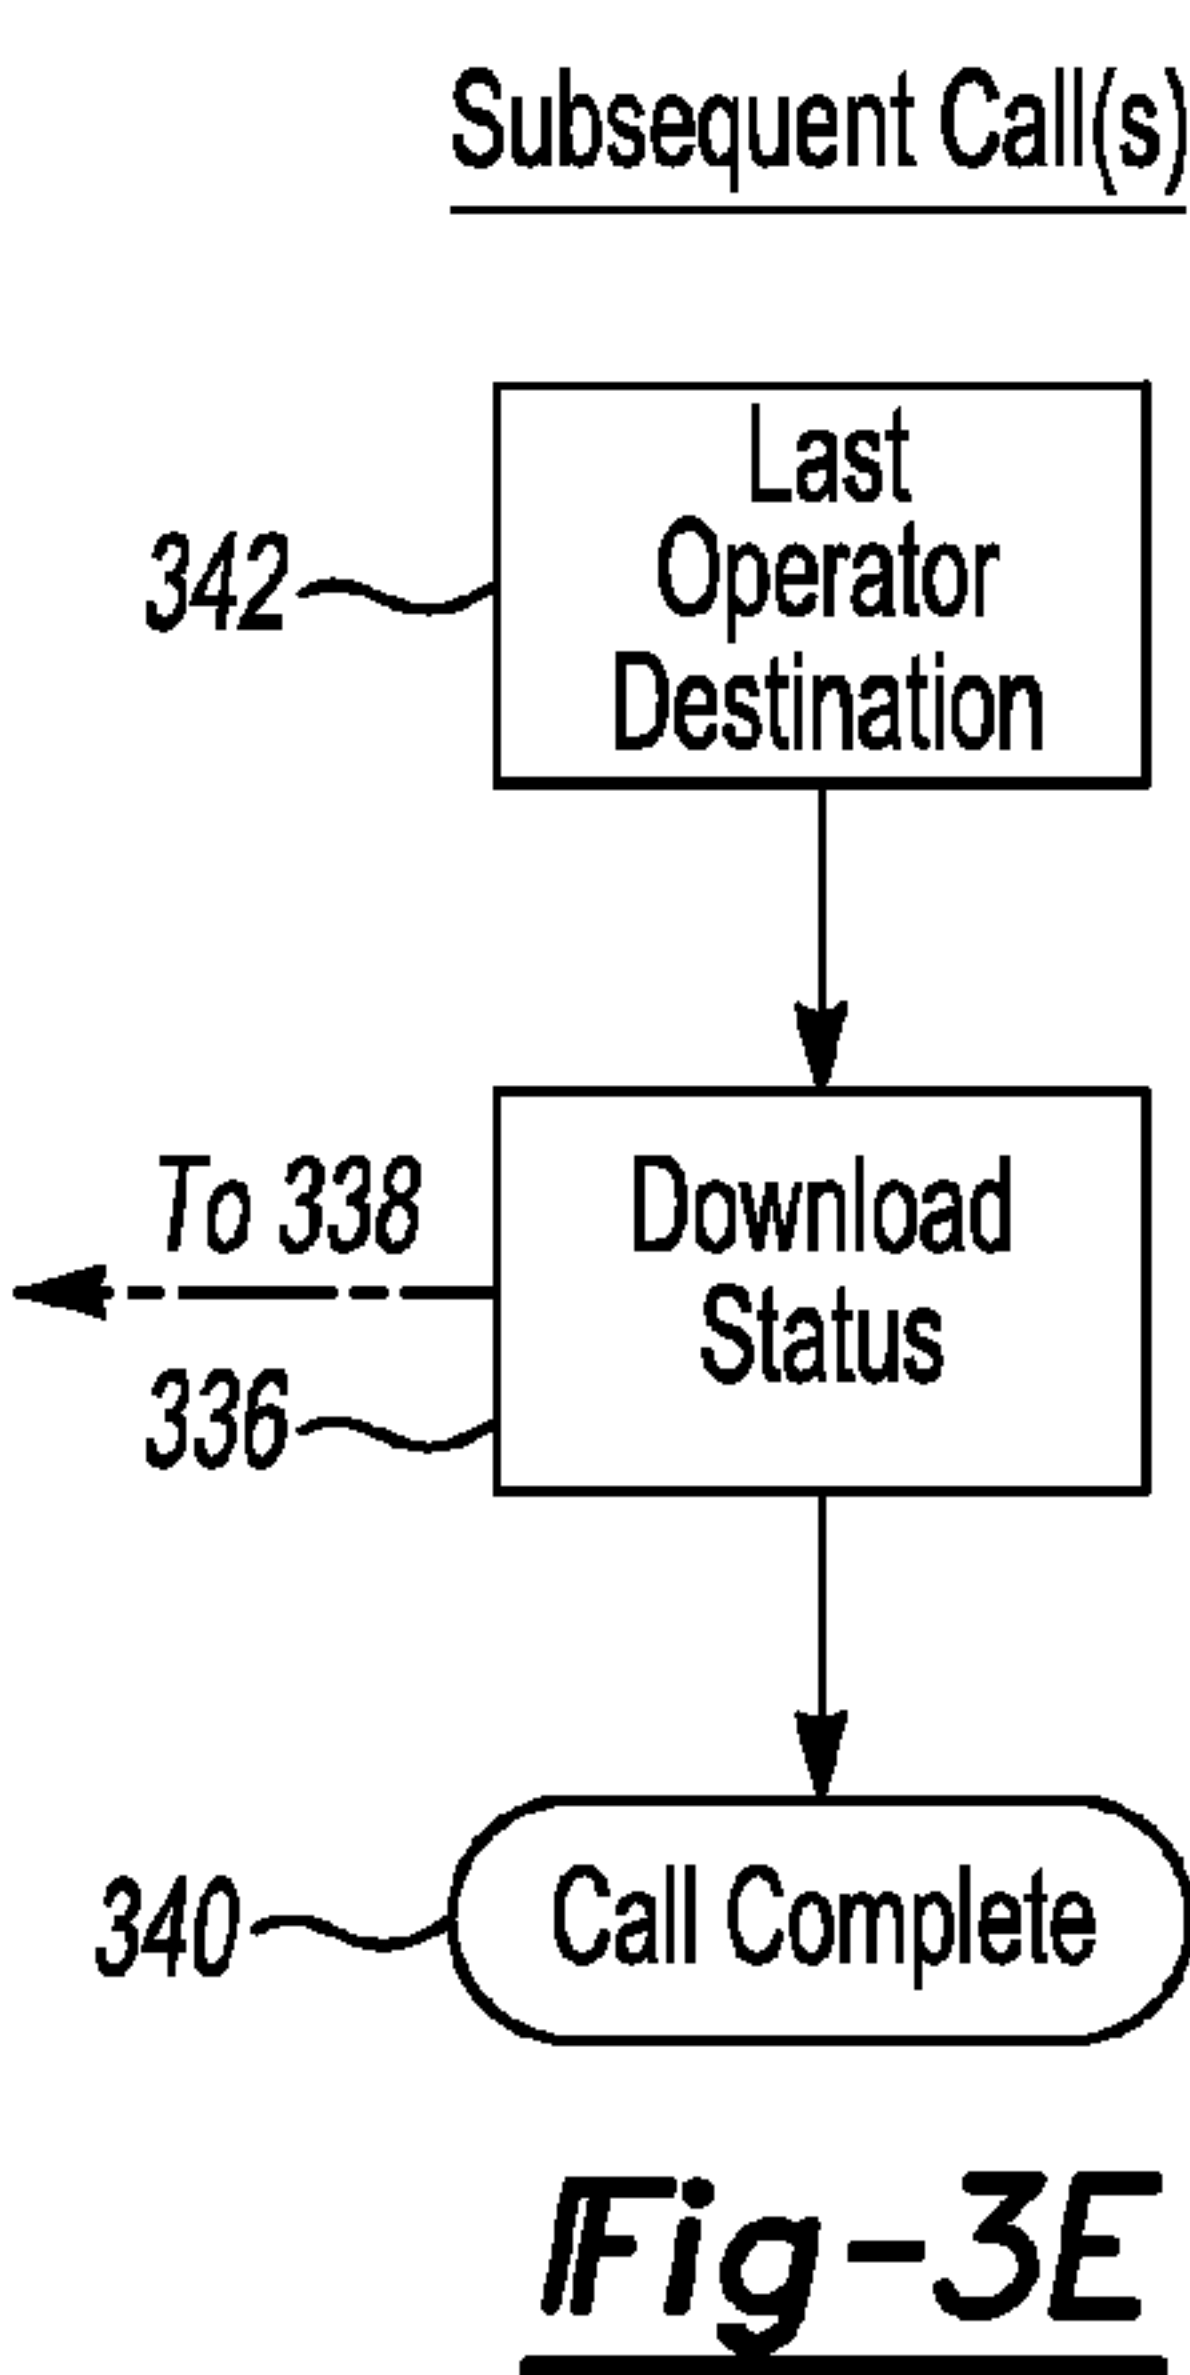 Subsequent Call(s)
Last
Operator
Destination
342
To 338
Download
Status
336
Call Complete
340
Fig-3E